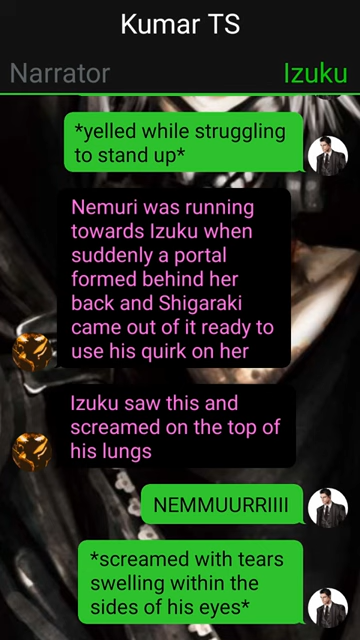 Kumar TS
Narrator
Izuku
*yelled while struggling
to stand up*
Nemuri was running
towards Izuku when
suddenly a portal
formed behind her
back and Shigaraki
came out of it ready to
use his quirk on her
Izuku saw this and
screamed on the top of
his lungs
NEMMUURRIIII
*screamed with tears
swelling within the
sides of his eyes*